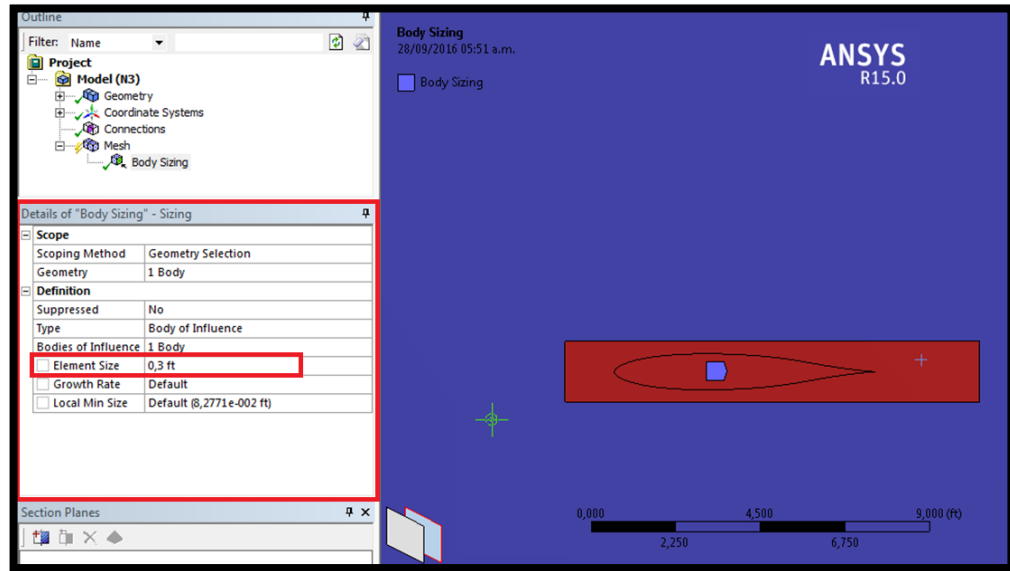 Outline
Filter: Name
Project
Model (N3)
Geometry
Coordinate Systems
Connections
Mesh
Body Sizing
Details of "Body Sizing" - Sizing
Scope
Scoping Method Geometry Selection
Geometry 1 Body
Definition
Suppressed No
Type Body of Influence
Bodies of Influence 1 Body
Element Size 0,3 ft
Growth Rate Default
Local Min Size Default (8,2771e-002 ft)
Section Planes
Body Sizing
28/09/2016 05:51 a.m.
Body Sizing
ANSYS
R15.0
0,000 4,500 9,000 (ft)
2,250 6,750